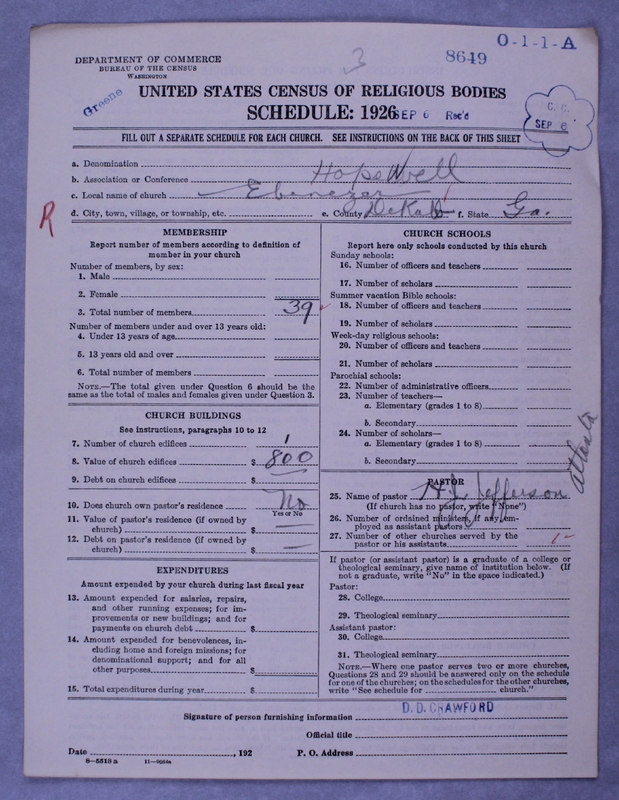 3
8649
O-1-1-A
DEPARTMENT OF COMMERCE
BUREAU OF THE CENSUS
WASHINGTON
Greene
UNITED STATES CENSUS OF RELIGIOUS BODIES
SCHEDULE: 1926
SEP 6 Rec'd
C. C.
SEP 6
FILL OUT A SEPARATE SCHEDULE FOR EACH CHURCH. SEE INSTRUCTIONS ON THE BACK OF THIS SHEET
a. Denomination
b. Association or Conference Hopewell
c. Local name of church Ebenezer
d. City, town, village, or township, etc. e. County DeKalb f. State Ga.
R
MEMBERSHIP
Report number of members according to definition of
member in your church
Number of members, by sex:
1. Male
2. Female
3. Total number of members 39
Number of members under and over 13 years old:
4. Under 13 years of age
5. 13 years old and over
6. Total number of members
NOTE.—The total given under Question 6 should be the
same as the total of males and females given under Question 3.
CHURCH BUILDINGS
See instructions, paragraphs 10 to 12
7. Number of church edifices 1
8. Value of church edifices $ 800
9. Debt on church edifices $
10. Does church own pastor's residence? No
Yes or No
11. Value of pastor's residence (if owned by
church) $
12. Debt on pastor's residence (if owned by
church) $
EXPENDITURES
Amount expended by your church during last fiscal year
13. Amount expended for salaries, repairs,
and other running expenses; for im-
provements or new buildings; and for
payments on church debt $
14. Amount expended for benevolences, in-
cluding home and foreign missions; for
denominational support; and for all
other purposes $
15. Total expenditures during year $
CHURCH SCHOOLS
Report here only schools conducted by this church
Sunday schools:
16. Number of officers and teachers
17. Number of scholars
Summer vacation Bible schools:
18. Number of officers and teachers
19. Number of scholars
Week-day religious schools:
20. Number of officers and teachers
21. Number of scholars
Parochial schools:
22. Number of administrative officers
23. Number of teachers—
a. Elementary (grades 1 to 8)
b. Secondary
24. Number of scholars—
a. Elementary (grades 1 to 8)
b. Secondary
PASTOR
25. Name of pastor H. J. Jefferson
Atlanta
(If church has no pastor, write "None")
26. Number of ordained ministers, if any, em-
ployed as assistant pastors
27. Number of other churches served by the
pastor or his assistants 1
If pastor (or assistant pastor) is a graduate of a college or
theological seminary, give name of institution below. (If
not a graduate, write "No" in the space indicated.)
Pastor:
28. College
29. Theological seminary
Assistant pastor:
30. College
31. Theological seminary
NOTE.—Where one pastor serves two or more churches,
Questions 28 and 29 should be answered only on the schedule
for one of the churches; on the schedules for the other churches,
write "See schedule for church."
D. D. CRAWFORD
Signature of person furnishing information
Official title
Date , 192 P. O. Address
8—5513 a 11—9034a